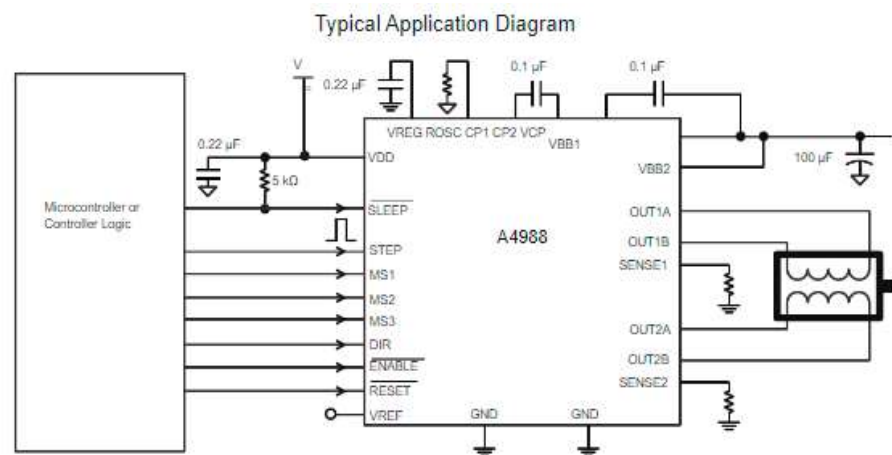 Typical Application Diagram
V
0.22 µF
0.1 µF
0.1 µF
VREG ROSC CP1 CP2 VCP
VBB1
0.22 µF
VDD
5 kΩ
100 µF
VBB2
Microcontroller or
Controller Logic
SLEEP
OUT1A
A4988
OUT1B
STEP
SENSE1
MS1
MS2
MS3
OUT2A
DIR
OUT2B
ENABLE
SENSE2
RESET
VREF
GND
GND